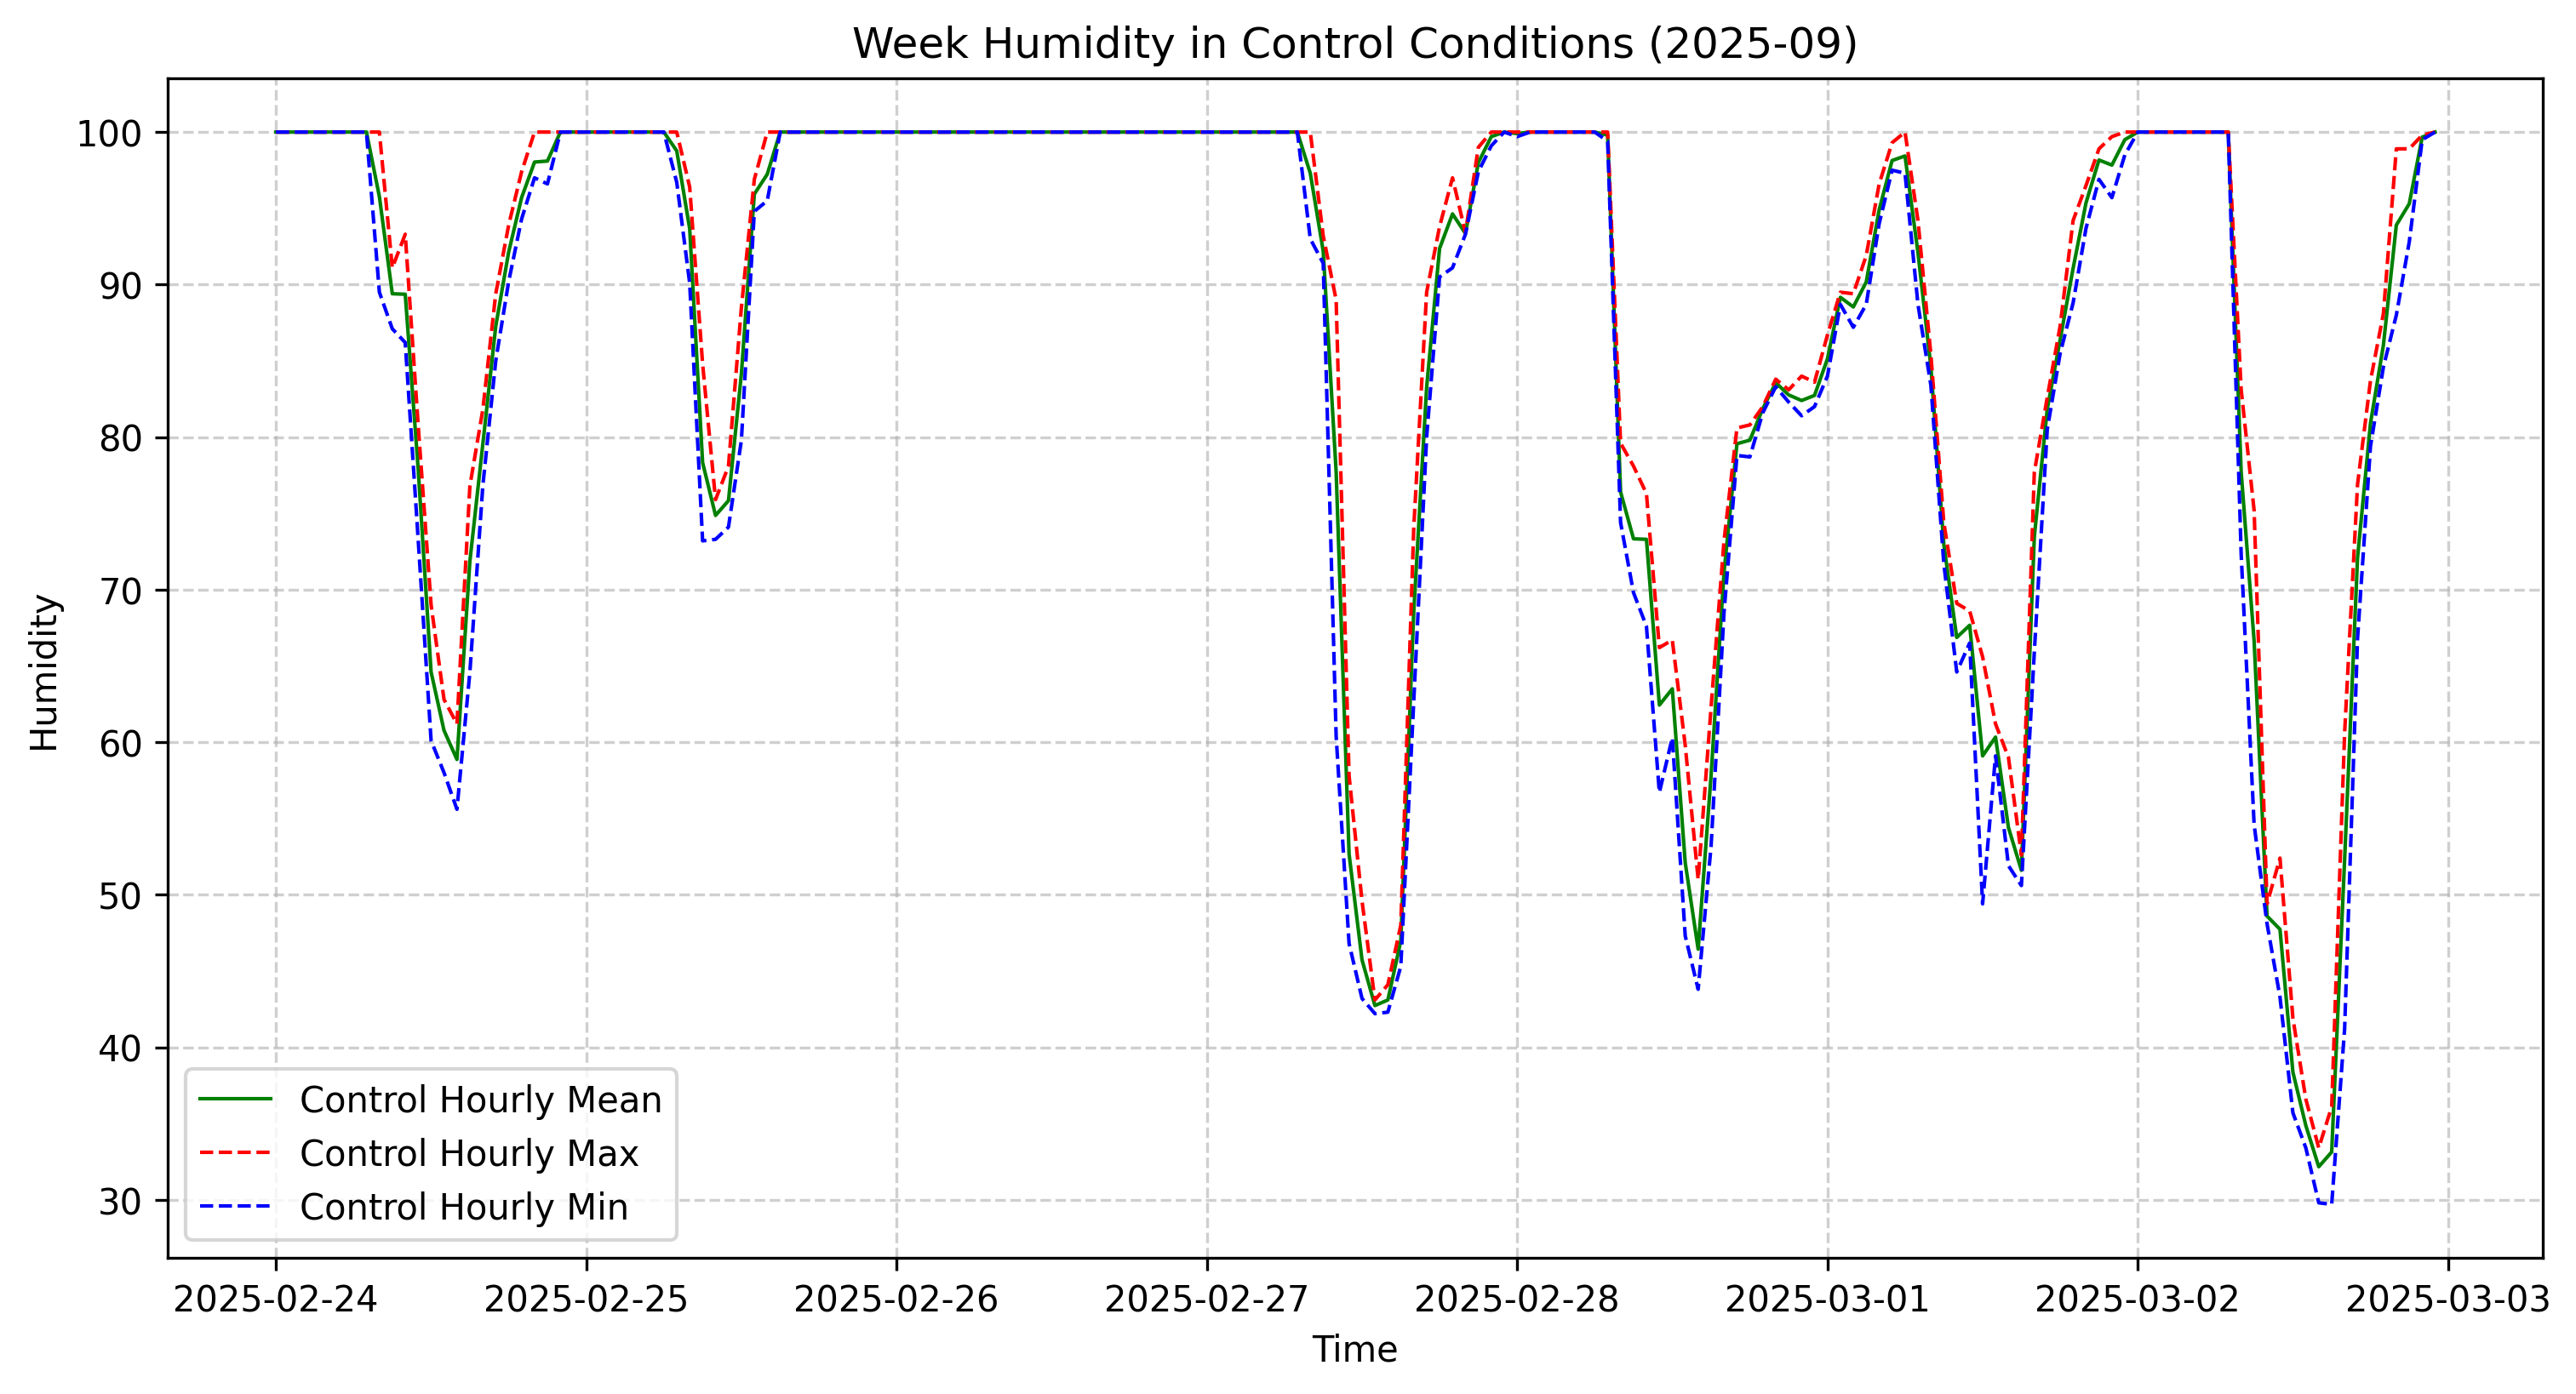 Week Humidity in Control Conditions (2025-09)
100
90
80
70
60
50
40
30
Humidity
Control Hourly Mean
Control Hourly Max
Control Hourly Min
2025-02-24 2025-02-25 2025-02-26 2025-02-27 2025-02-28 2025-03-01 2025-03-02 2025-03-03
Time